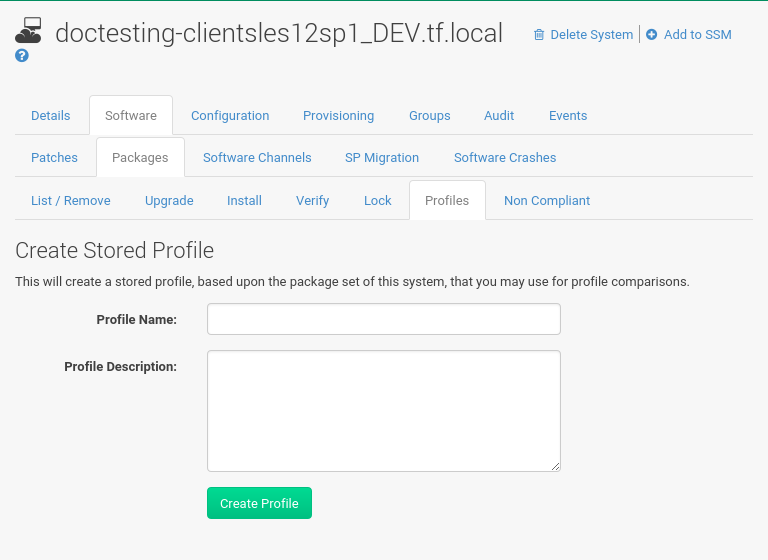 doctesting-clientsles12sp1_DEV.tf.local Delete System Add to SSM
?
Details Software Configuration Provisioning Groups Audit Events
Patches Packages Software Channels SP Migration Software Crashes
List / Remove Upgrade Install Verify Lock Profiles Non Compliant
Create Stored Profile
This will create a stored profile, based upon the package set of this system, that you may use for profile comparisons.
Profile Name:
Profile Description:
Create Profile